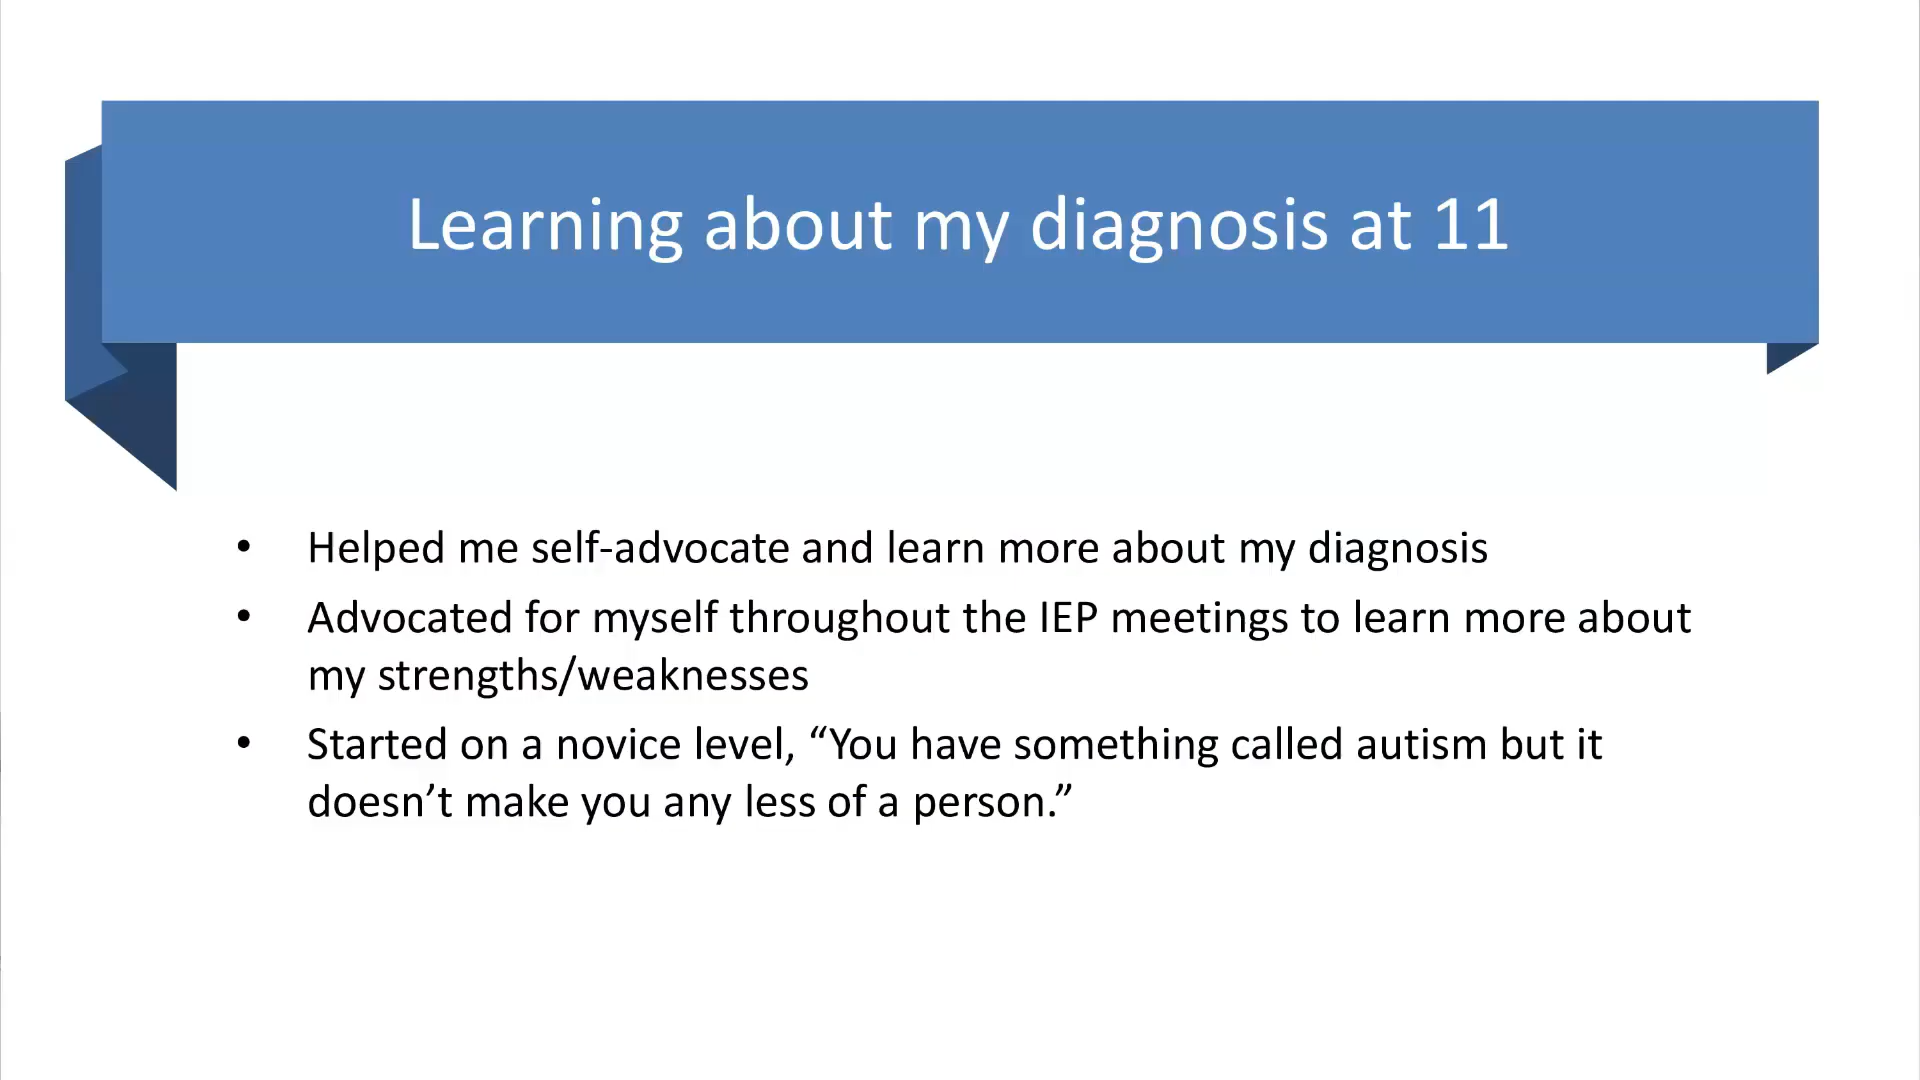 Learning about my diagnosis at 11
• Helped me self-advocate and learn more about my diagnosis
• Advocated for myself throughout the IEP meetings to learn more about
my strengths/weaknesses
• Started on a novice level, “You have something called autism but it
doesn’t make you any less of a person.”